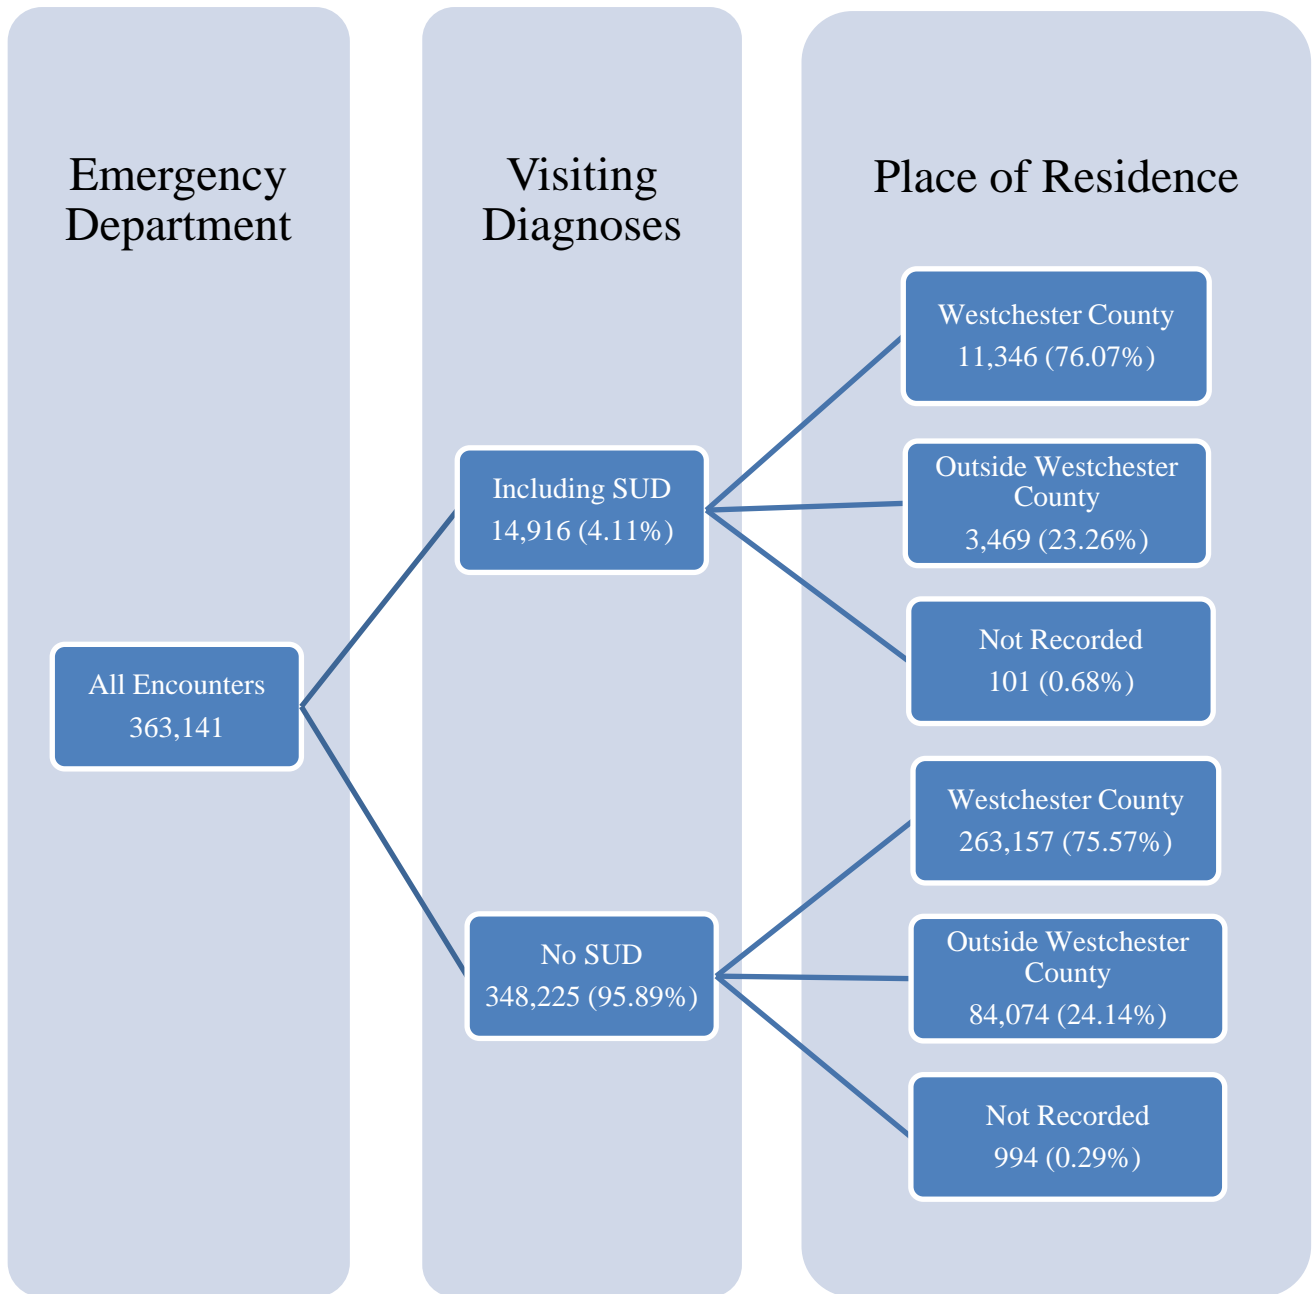 Emergency
Department
Visiting
Diagnoses
Place of Residence
All Encounters
363,141
Including SUD
14,916 (4.11%)
No SUD
348,225 (95.89%)
Westchester County
11,346 (76.07%)
Outside Westchester
County
3,469 (23.26%)
Not Recorded
101 (0.68%)
Westchester County
263,157 (75.57%)
Outside Westchester
County
84,074 (24.14%)
Not Recorded
994 (0.29%)